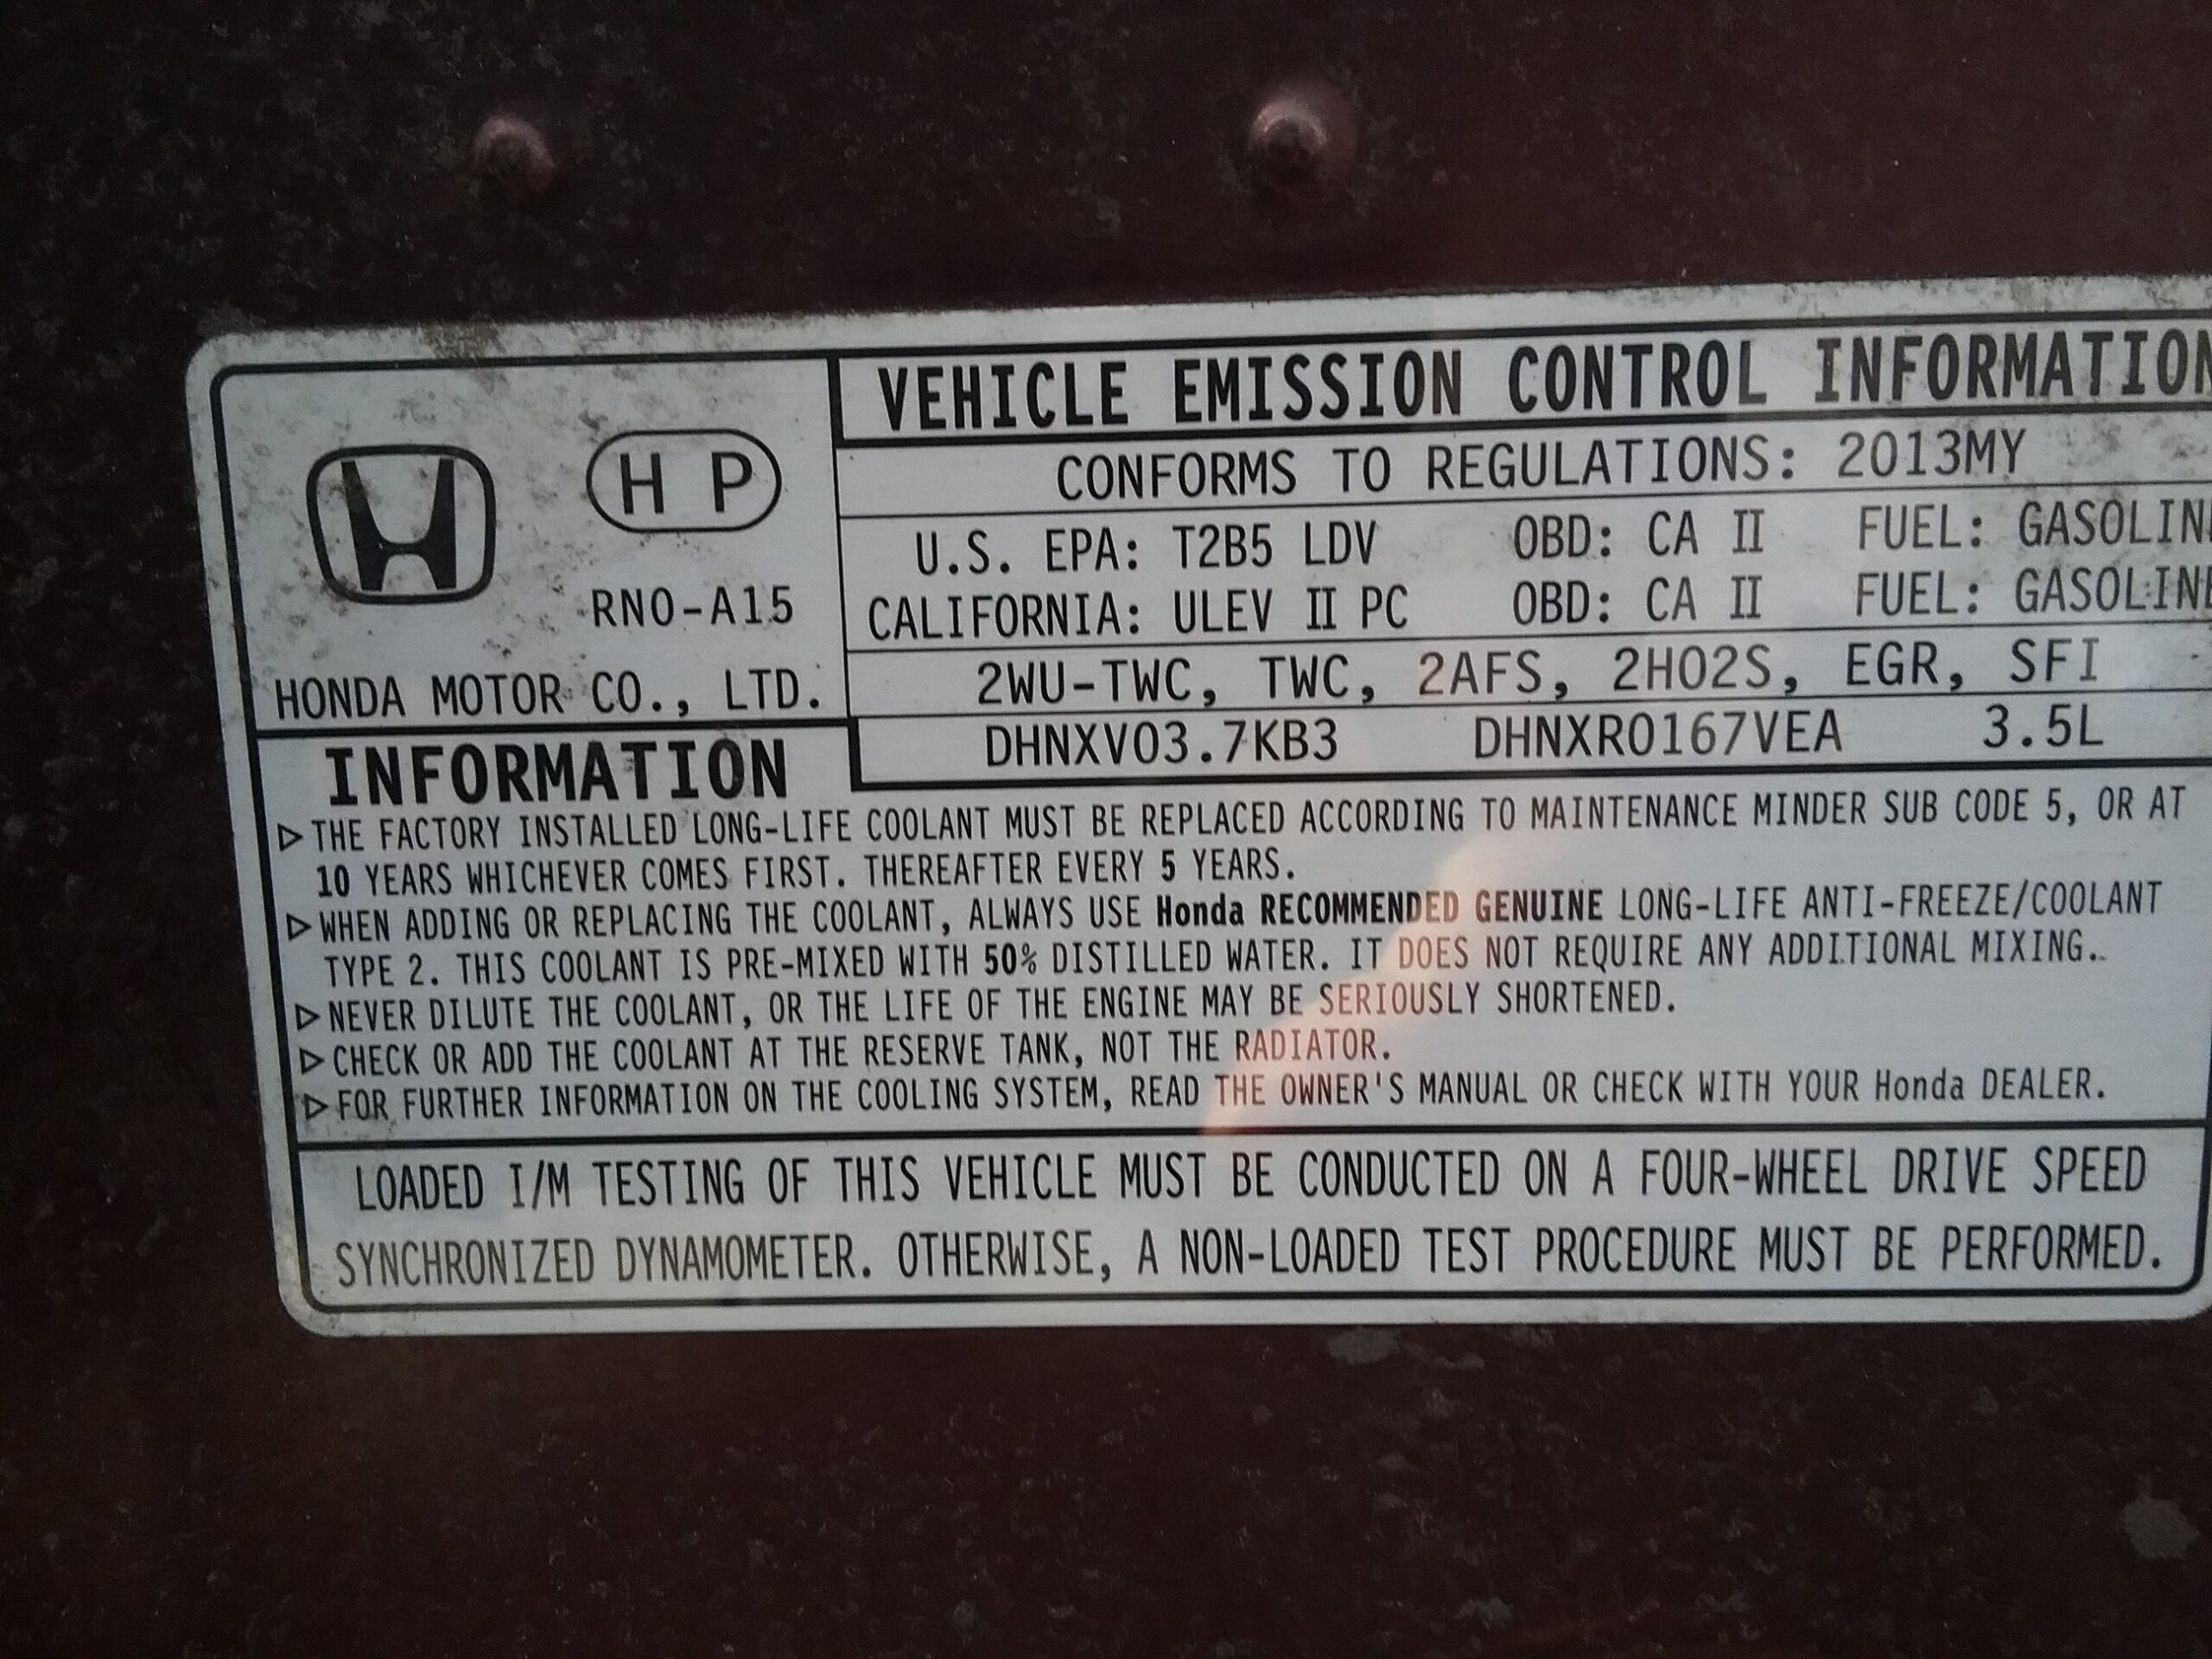 VEHICLE EMISSION CONTROL INFORMATION
CONFORMS TO REGULATIONS: 2013MY
H P
U.S. EPA: T2B5 LDV OBD: CA II FUEL: GASOLINE
RNO-A15
CALIFORNIA: ULEV II PC OBD: CA II FUEL: GASOLINE
HONDA MOTOR CO., LTD.
2WU-TWC, TWC, 2AFS, 2HO2S, EGR, SFI
DHNXV03.7KB3 DHNXR0167VEA 3.5L
INFORMATION
▷ THE FACTORY INSTALLED LONG-LIFE COOLANT MUST BE REPLACED ACCORDING TO MAINTENANCE MINDER SUB CODE 5, OR AT
10 YEARS WHICHEVER COMES FIRST. THEREAFTER EVERY 5 YEARS.
▷ WHEN ADDING OR REPLACING THE COOLANT, ALWAYS USE Honda RECOMMENDED GENUINE LONG-LIFE ANTI-FREEZE/COOLANT
TYPE 2. THIS COOLANT IS PRE-MIXED WITH 50% DISTILLED WATER. IT DOES NOT REQUIRE ANY ADDITIONAL MIXING.
▷ NEVER DILUTE THE COOLANT, OR THE LIFE OF THE ENGINE MAY BE SERIOUSLY SHORTENED.
▷ CHECK OR ADD THE COOLANT AT THE RESERVE TANK, NOT THE RADIATOR.
▷ FOR FURTHER INFORMATION ON THE COOLING SYSTEM, READ THE OWNER'S MANUAL OR CHECK WITH YOUR Honda DEALER.
LOADED I/M TESTING OF THIS VEHICLE MUST BE CONDUCTED ON A FOUR-WHEEL DRIVE SPEED
SYNCHRONIZED DYNAMOMETER. OTHERWISE, A NON-LOADED TEST PROCEDURE MUST BE PERFORMED.